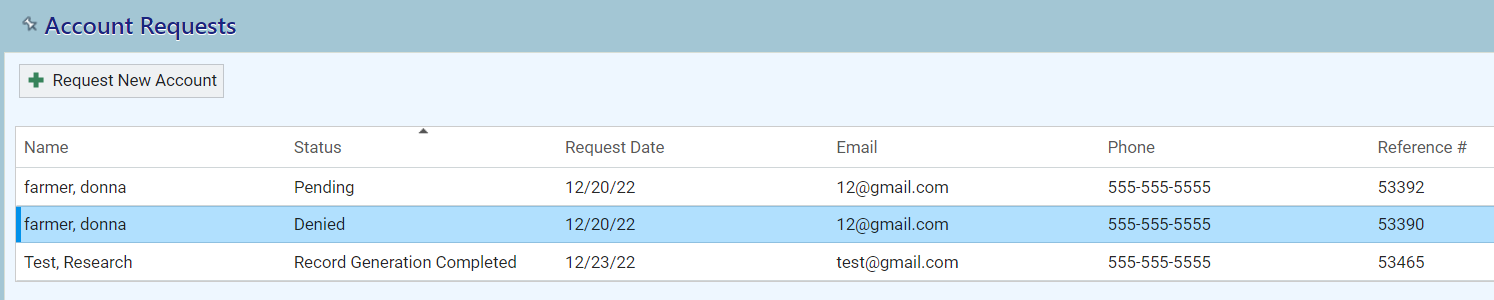 Account Requests
Request New Account
Name Status Request Date Email Phone Reference #
farmer, donna Pending 12/20/22 12@gmail.com 555-555-5555 53392
farmer, donna Denied 12/20/22 12@gmail.com 555-555-5555 53390
Test, Research Record Generation Completed 12/23/22 test@gmail.com 555-555-5555 53465